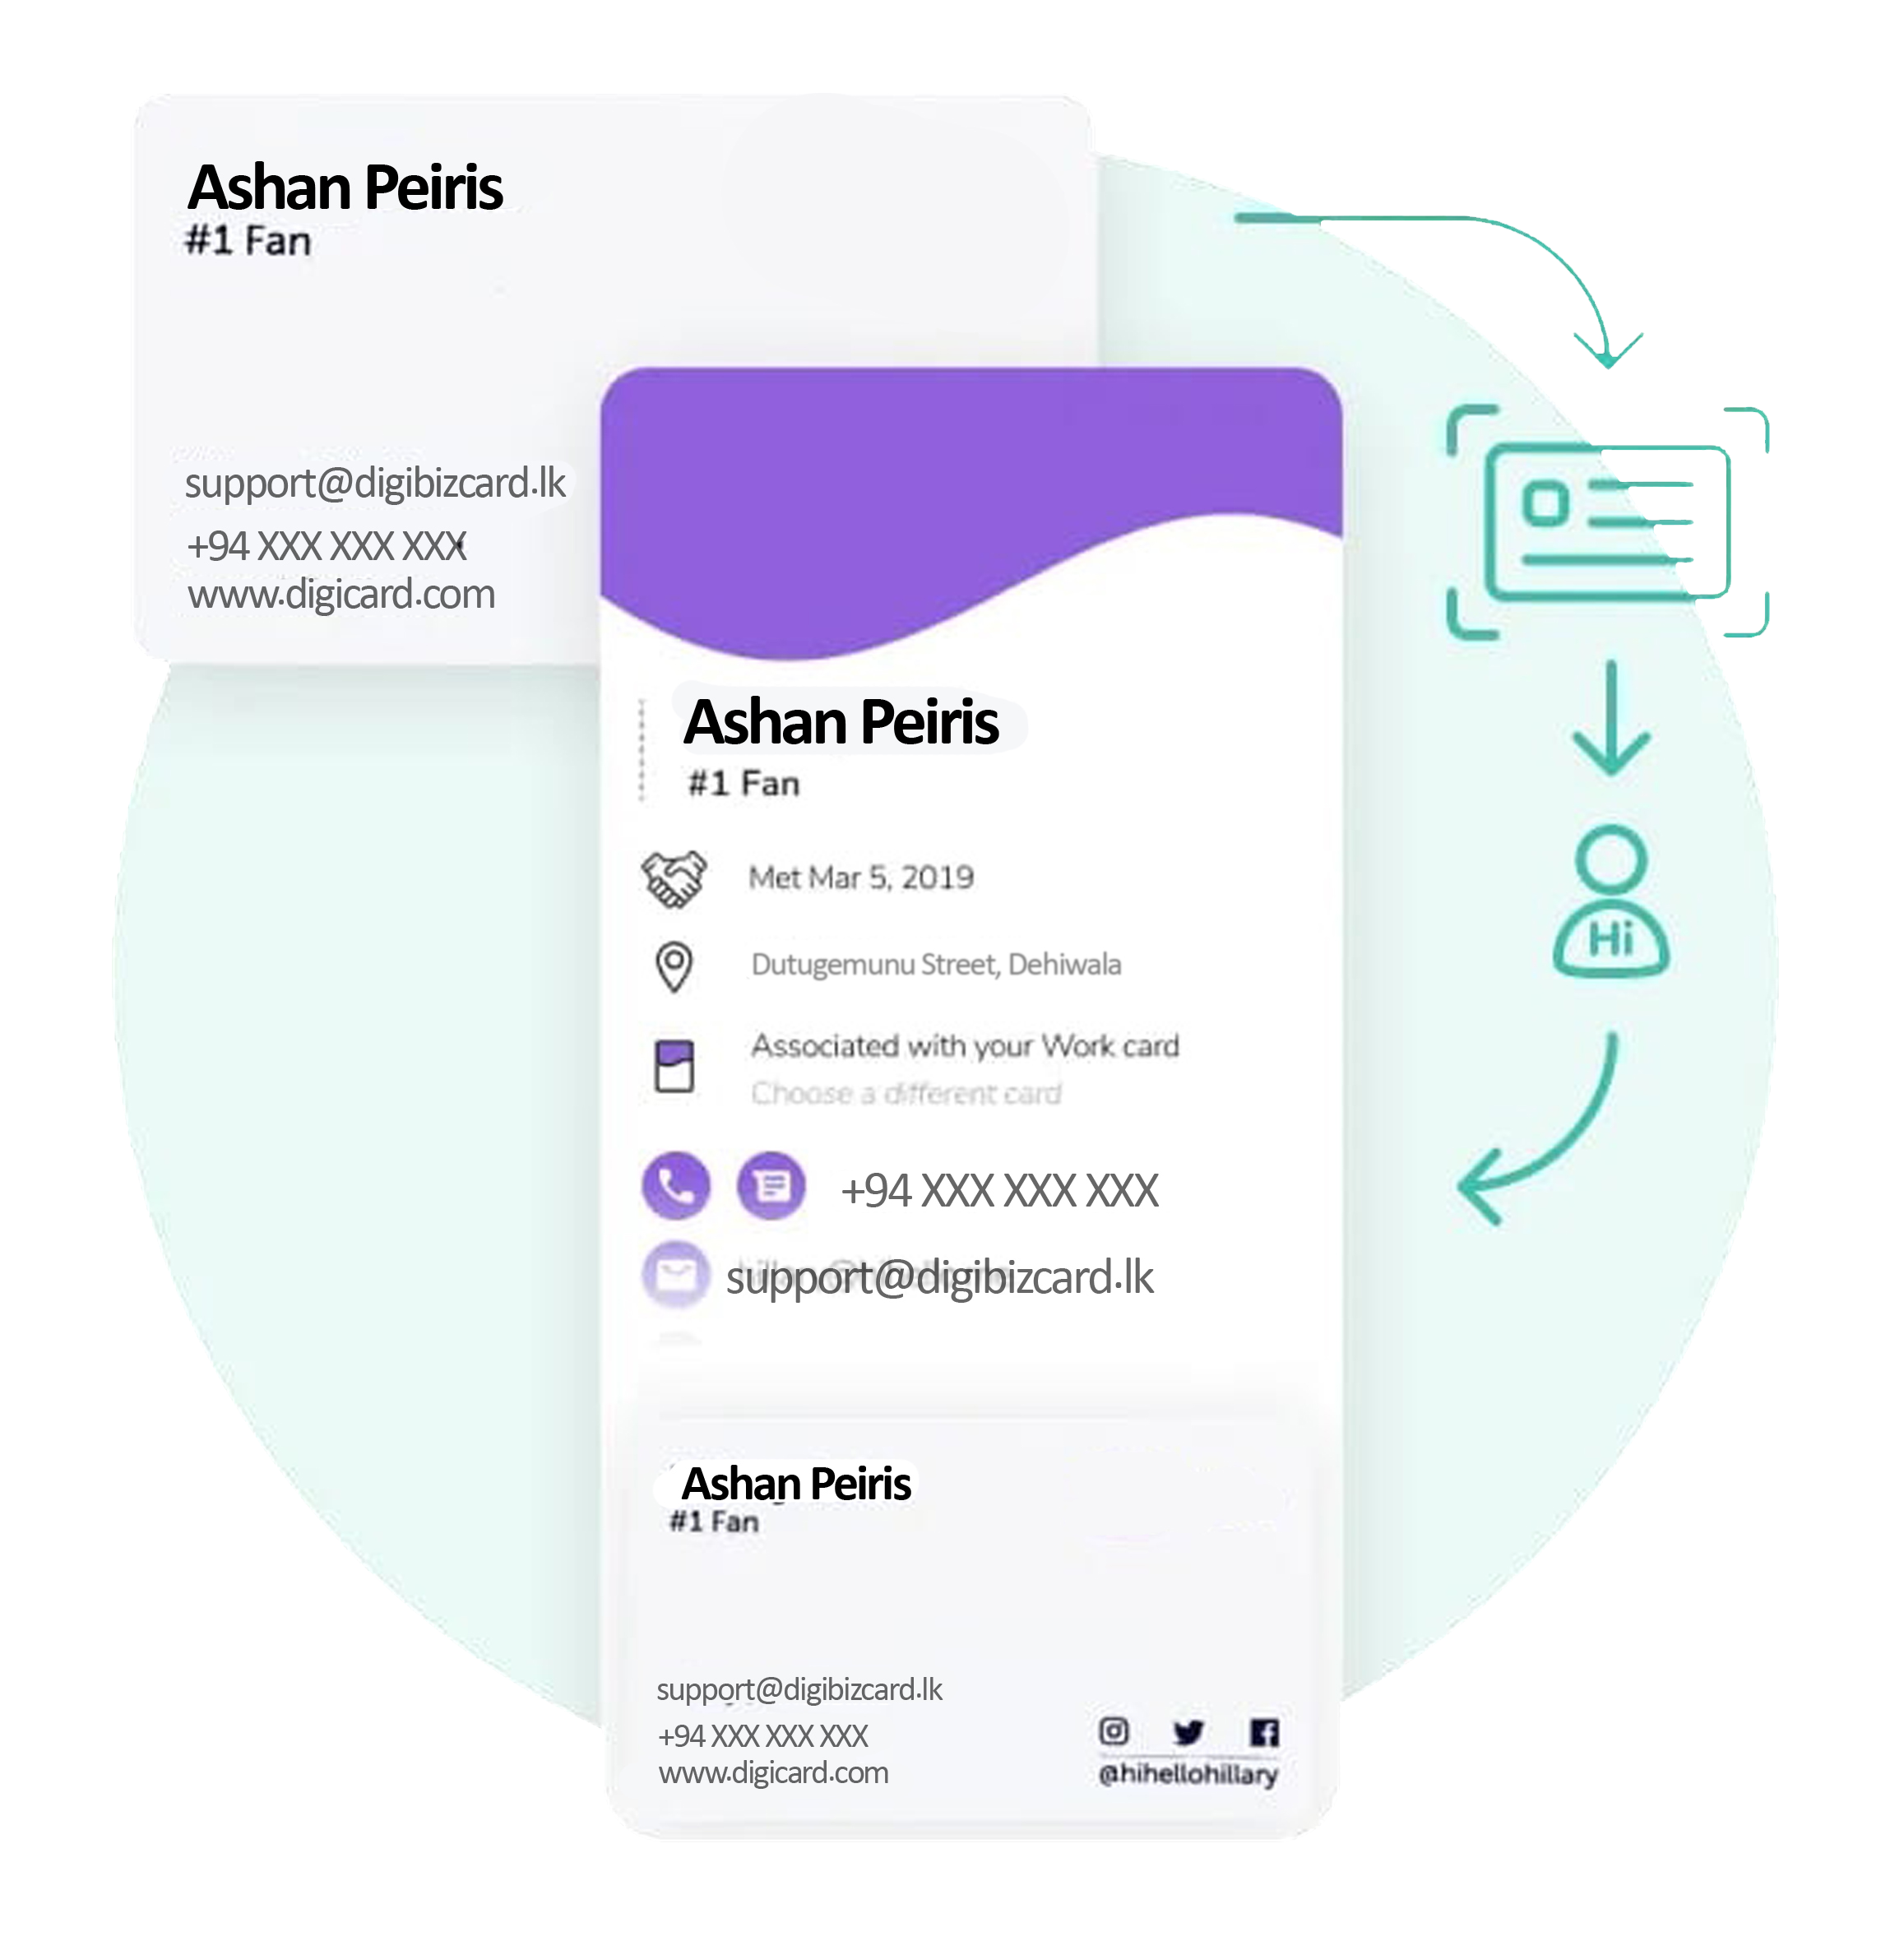 Ashan Peiris
#1 Fan
support@digibizcard.lk
+94 XXX XXX XXX
www.digicard.com
Ashan Peiris
#1 Fan
Met Mar 5, 2019
Dutugemunu Street, Dehiwala
Associated with your Work card
Choose a different card
+94 XXX XXX XXX
support@digibizcard.lk
Hi
Ashan Peiris
#1 Fan
support@digibizcard.lk
+94 XXX XXX XXX
www.digicard.com
@hihellohillary